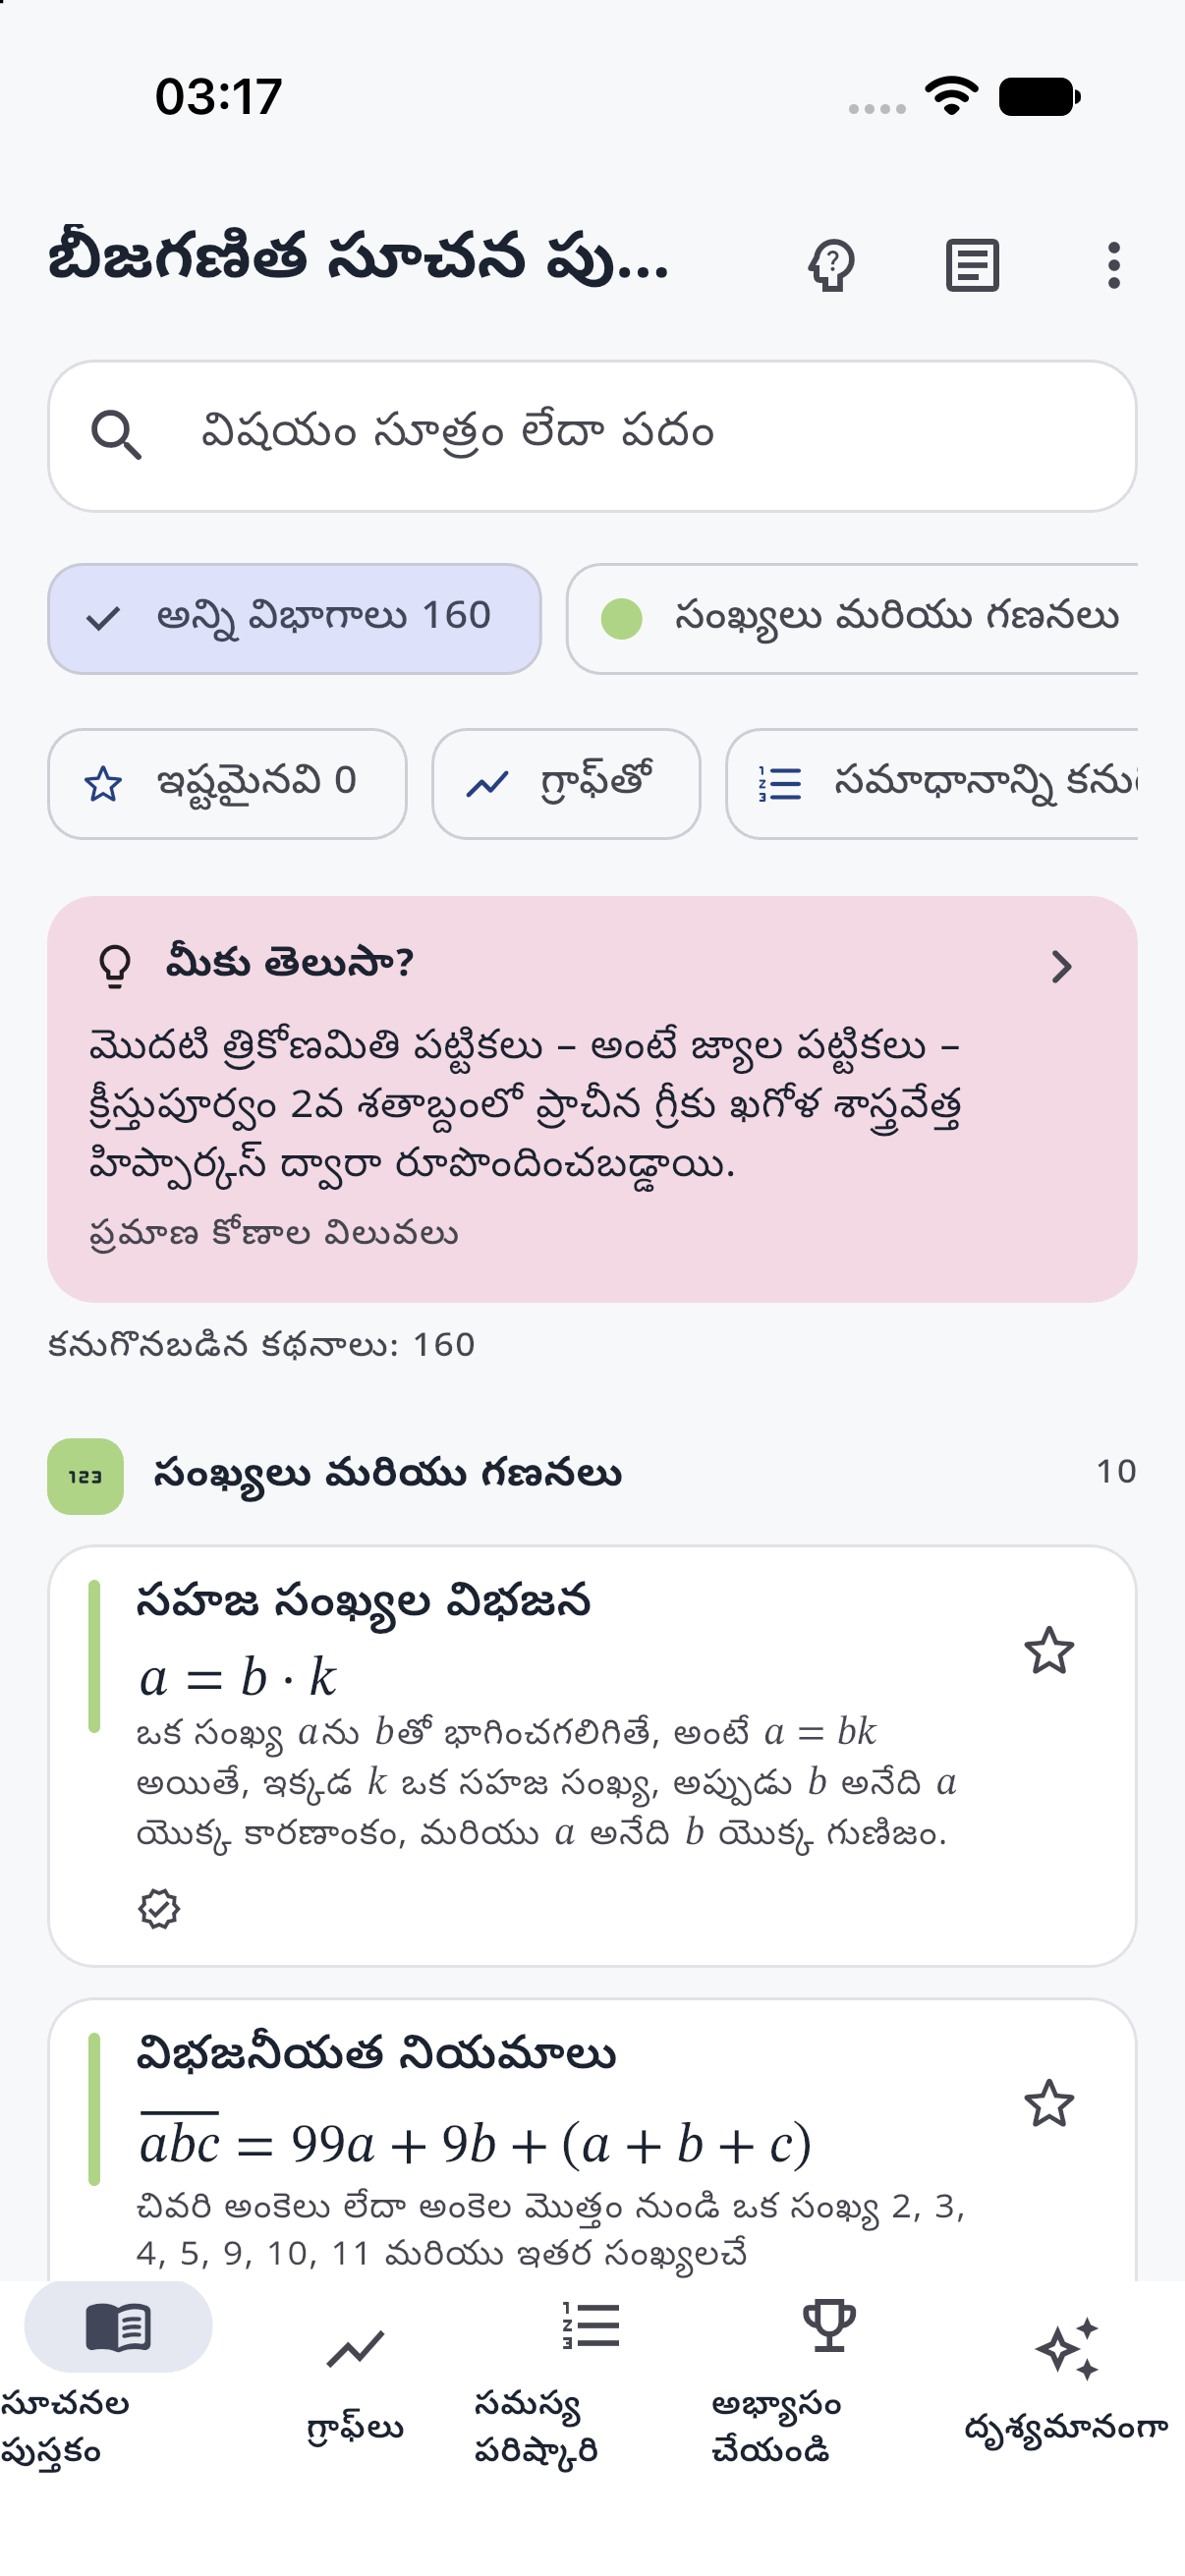 03:17
బీజగణిత సూచన పు...
విషయం సూత్రం లేదా పదం
అన్ని విభాగాలు 160
సంఖ్యలు మరియు గణనలు
ఇష్టమైనవి 0
గ్రాఫ్‌తో
సమాధానాన్ని
మీకు తెలుసా?
మొదటి త్రికోణమితి పట్టికలు – అంటే జ్యాల పట్టికలు –
క్రీస్తుపూర్వం 2వ శతాబ్దంలో ప్రాచీన గ్రీకు ఖగోళ శాస్త్రవేత్త
హిప్పార్కస్ ద్వారా రూపొందించబడ్డాయి.
ప్రమాణ కోణాల విలువలు
కనుగొనబడిన కథనాలు: 160
123 సంఖ్యలు మరియు గణనలు 10
సహజ సంఖ్యల విభజన
a = b · k
ఒక సంఖ్య aను bతో భాగించగలిగితే, అంటే a = bk
అయితే, ఇక్కడ k ఒక సహజ సంఖ్య, అప్పుడు b అనేది a
యొక్క కారణాంకం, మరియు a అనేది b యొక్క గుణిజం.
విభజనీయత నియమాలు
a̅b̅c̅ = 99a + 9b + (a + b + c)
చివరి అంకెలు లేదా అంకెల మొత్తం నుండి ఒక సంఖ్య 2, 3,
4, 5, 9, 10, 11 మరియు ఇతర సంఖ్యలచే
సూచనల
పుస్తకం
గ్రాఫ్‌లు
సమస్య
పరిష్కారి
అభ్యాసం
చేయండి
దృశ్యమానంగా